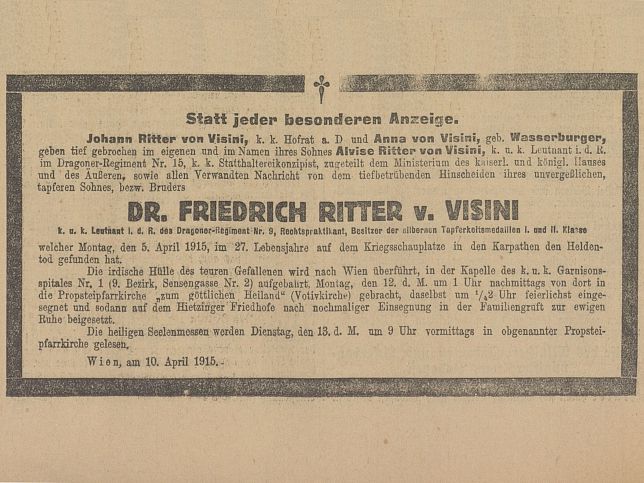 Statt jeder besonderen Anzeige.
Johann Ritter von Visini, k. k. Hofrat a. D und Anna von Visini, geb. Wasserburger,
geben tief gebrochen im eigenen und im Namen ihres Sohnes Alvise Ritter von Visini, k. u. k. Leutnant i. d. R.
im Dragoner-Regiment Nr. 15, k. k. Statthaltereikonzipist, zugeteilt dem Ministerium des kaiserl. und königl. Hauses
und des Äußeren, sowie allen Verwandten Nachricht von dem tiefbetrübenden Hinscheiden ihres unvergeßlichen,
tapferen Sohnes, bezw. Bruders
DR. FRIEDRICH RITTER v. VISINI
k. u. k. Leutnant i. d. R. des Dragoner-Regiment Nr. 9, Rechtspraktikant, Besitzer der silbernen Tapferkeitsmedaillen I. und II. Klasse
welcher Montag, den 5. April 1915, im 27. Lebensjahre auf dem Kriegsschauplatze in den Karpathen den Helden-
tod gefunden hat.
Die irdische Hülle des teuren Gefallenen wird nach Wien überführt, in der Kapelle des k. u. k. Garnisons-
spitales Nr. 1 (9. Bezirk, Sensengasse Nr. 2) aufgebahrt, Montag, den 12. d. M. um 1 Uhr nachmittags von dort in
die Propsteipfarrkirche „zum göttlichen Heiland“ (Votivkirche) gebracht, daselbst um 1/22 Uhr feierlichst einge-
segnet und sodann auf dem Hietzinger Friedhofe nach nochmaliger Einsegnung in der Familiengruft zur ewigen
Ruhe beigesetzt.
Die heiligen Seelenmessen werden Dienstag, den 13. d. M. um 9 Uhr vormittags in obgenannter Propstei-
pfarrkirche gelesen.
Wien, am 10. April 1915.